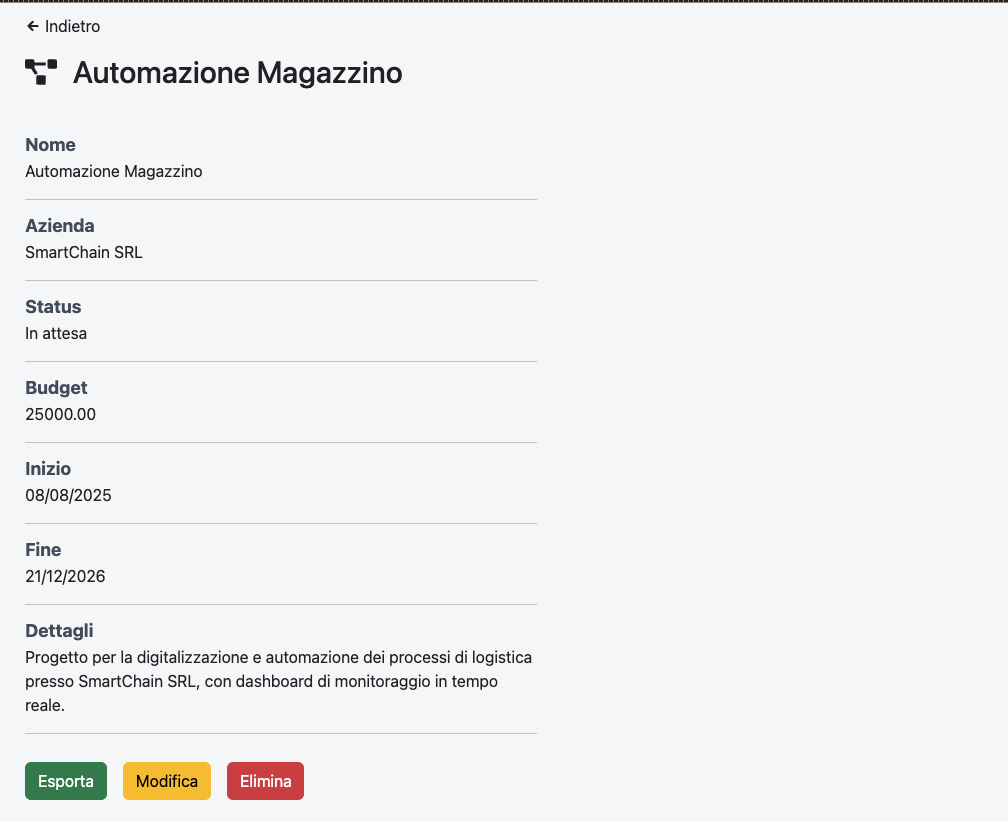 Indietro
Automazione Magazzino
Nome
Automazione Magazzino
Azienda
SmartChain SRL
Status
In attesa
Budget
25000.00
Inizio
08/08/2025
Fine
21/12/2026
Dettagli
Progetto per la digitalizzazione e automazione dei processi di logistica
presso SmartChain SRL, con dashboard di monitoraggio in tempo
reale.
Esporta Modifica Elimina